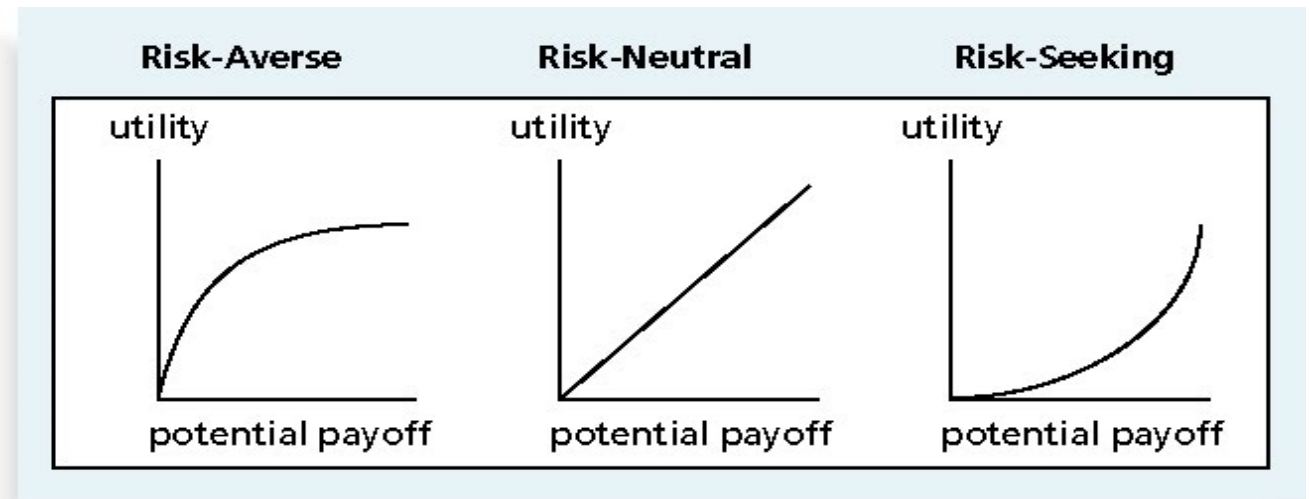 Risk-Averse
Risk-Neutral
Risk-Seeking
utility
utility
utility
potential payoff
potential payoff
potential payoff